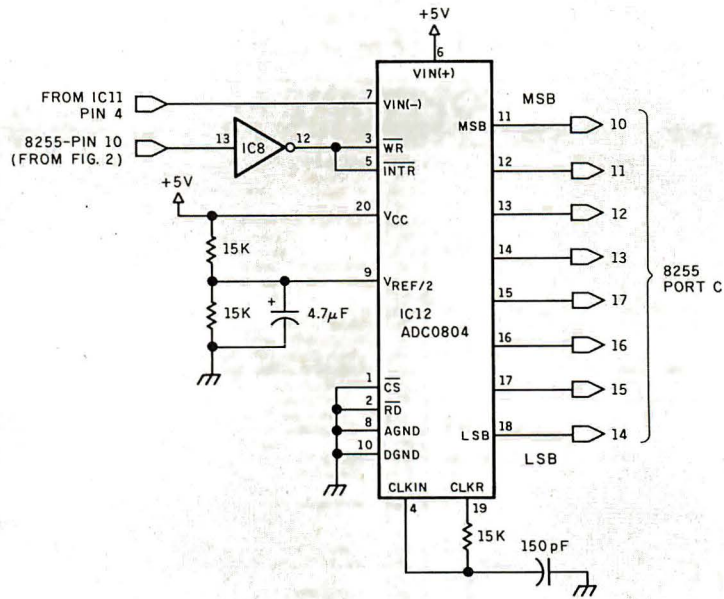 +5V
6
VIN(+)
FROM IC11
PIN 4
7
VIN(-)
8255-PIN 10
(FROM FIG. 2)
13
IC8
12
3
WR
5
INTR
+5V
20
VCC
15K
9
VREF/2
15K
+
4.7µF
IC12
ADC0804
1
CS
2
RD
8
AGND
10
DGND
CLKIN
CLKR
4
19
15K
150pF
MSB
MSB
11
10
12
11
13
12
14
13
15
17
16
16
17
15
LSB
18
14
LSB
8255
PORT C